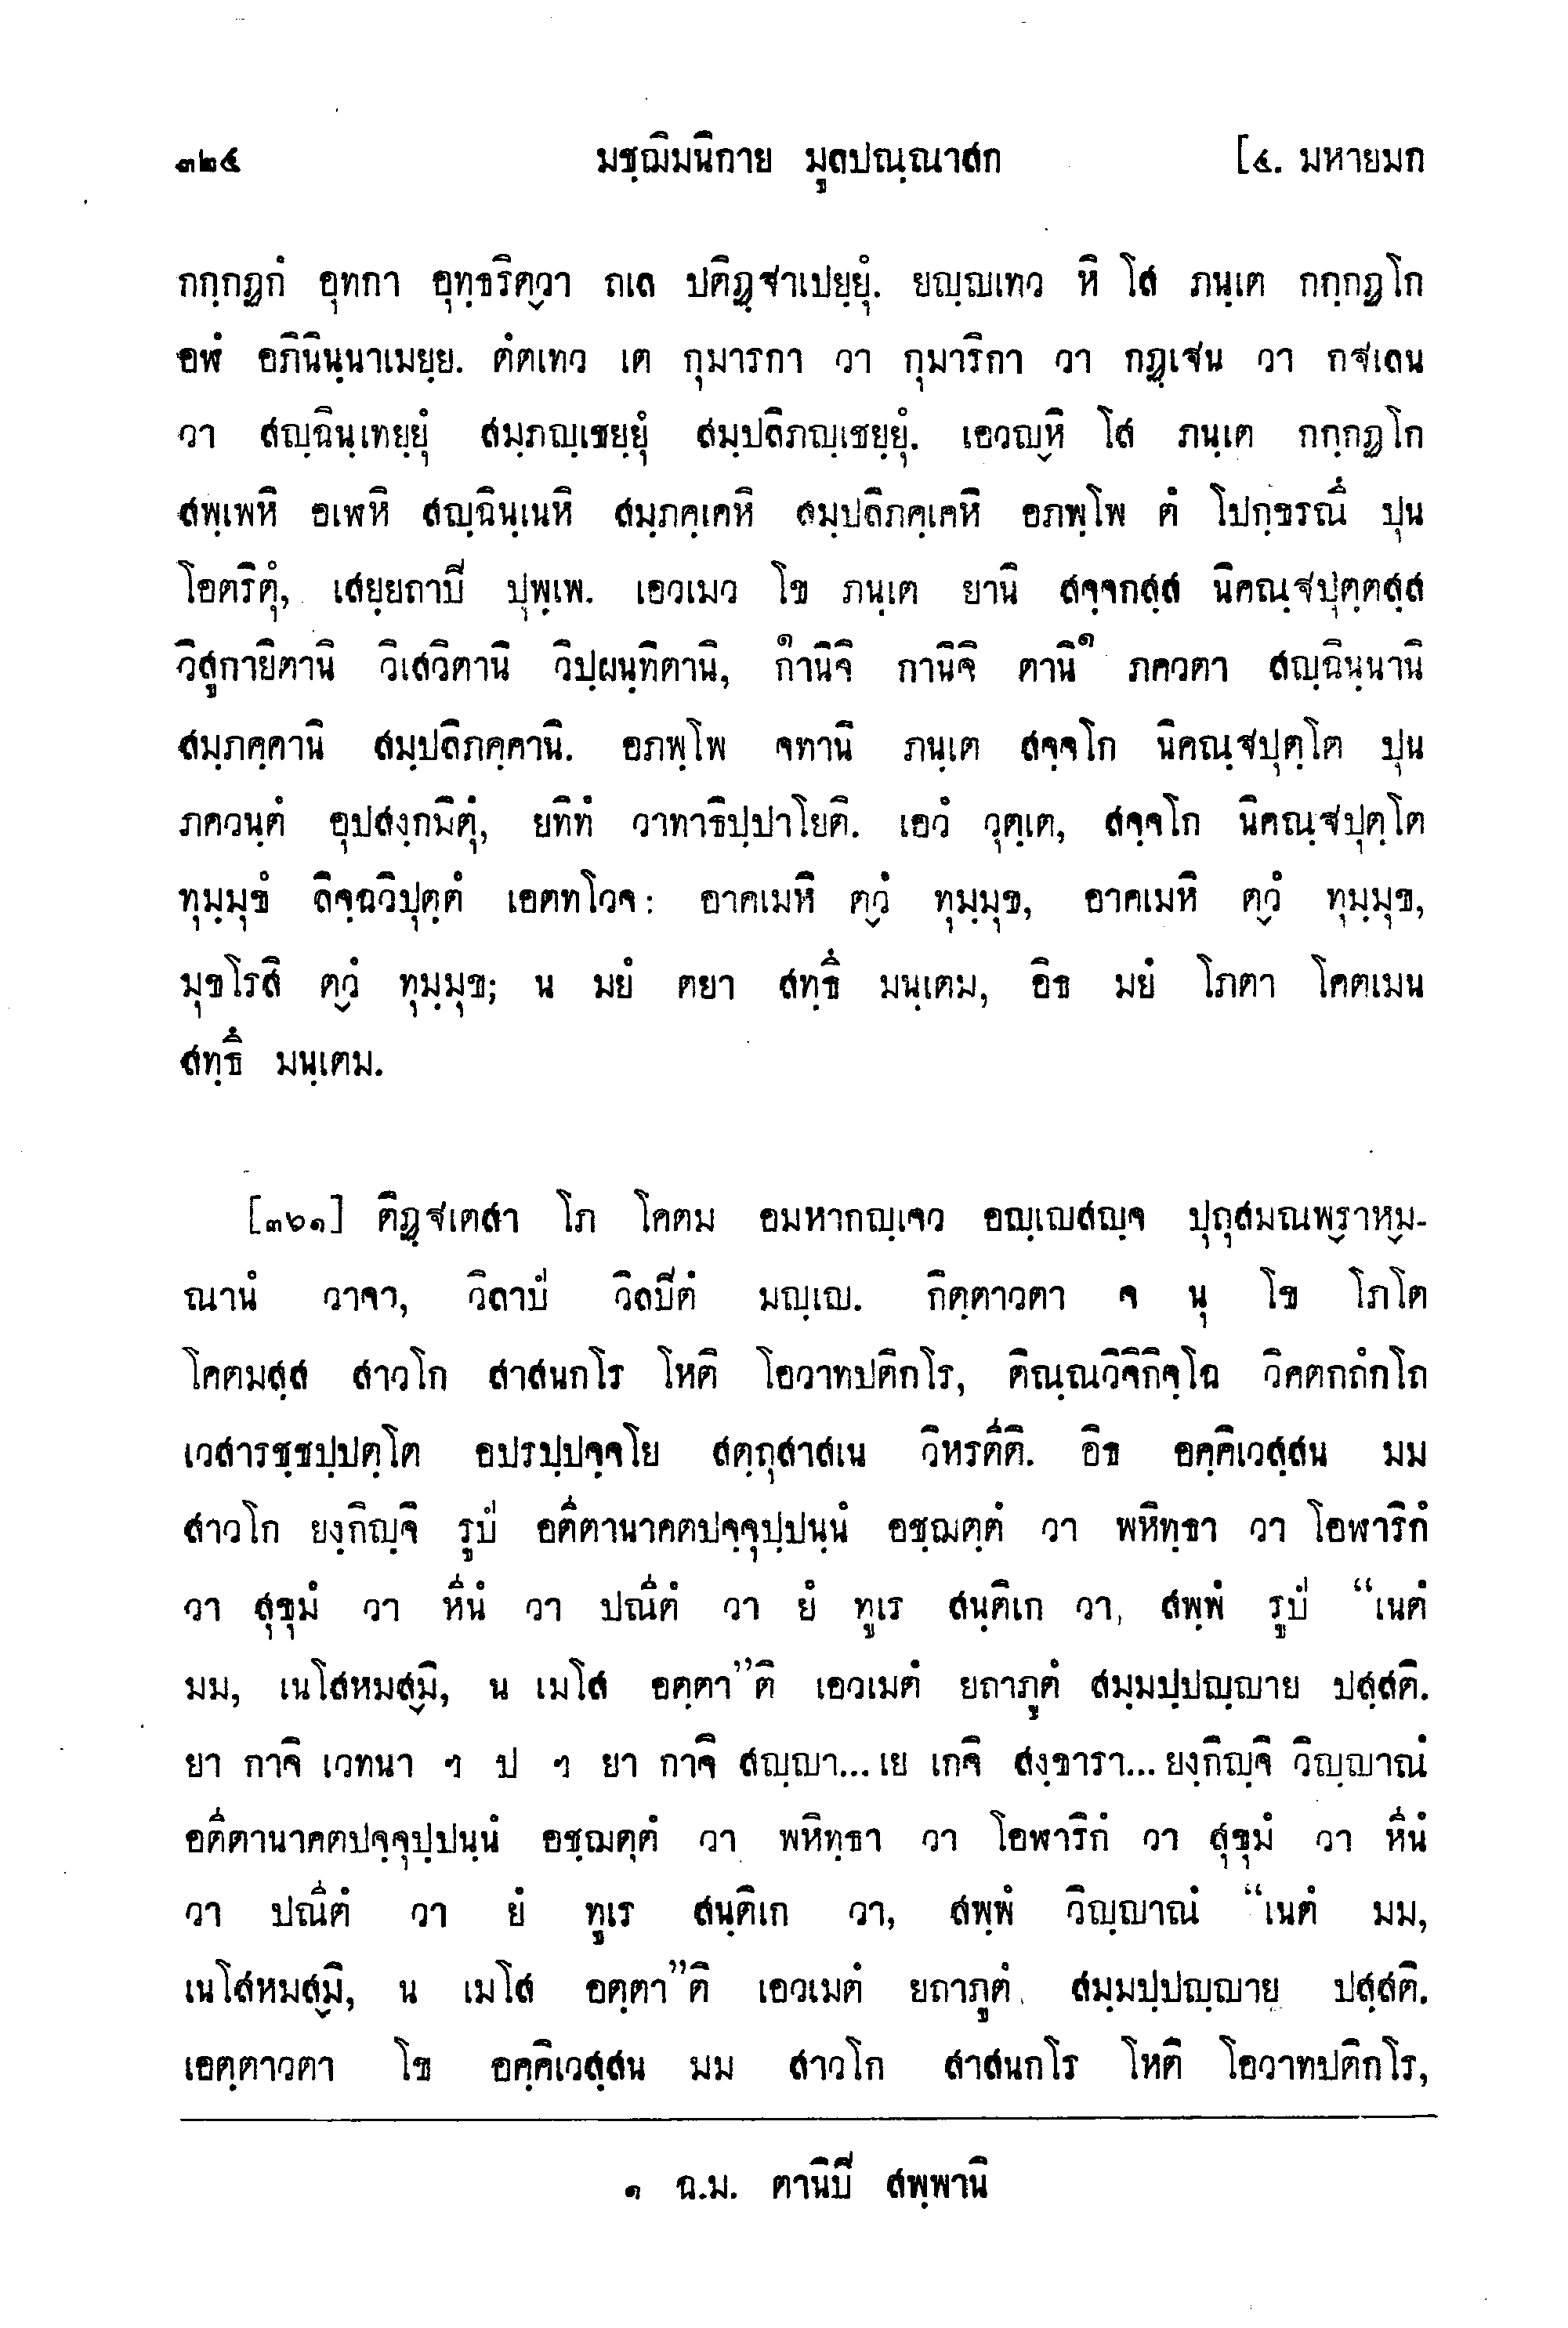 ๓๒๕ มชฺฌิมนิกาย มูลปณฺณาสก [๔. มหายมก
กกฺกฏกํ อุทกา อุทฺธริตฺวา ถเล ปติฏฺฐาเปยฺยุํ. ยญฺญเทว หิ โส ภนฺเต กกฺกฏโก
อฬํ อภินินฺนาเมยฺย. ตํตเทว เต กุมารกา วา กุมาริกา วา กฏฺเฐน วา กฐเลน
วา สญฺฉินฺเทยฺยุํ สมฺภญฺเชยฺยุํ สมฺปลิภญฺเชยฺยุํ. เอวญฺหิ โส ภนฺเต กกฺกฏโก
สพฺเพหิ อเฬหิ สญฺฉินฺเนหิ สมฺภคฺเคหิ สมฺปลิภคฺเคหิ อภพฺโพ ตํ โปกฺขรณึ ปุน
โอตริตุํ, เสยฺยถาปิ ปุพฺเพ. เอวเมว โข ภนฺเต ยานิ สจฺจกสฺส นิคณฺฐปุตฺตสฺส
วิสูกายิตานิ วิเสวิตานิ วิปฺผนฺทิตานิ, ๑กานิจิ กานิจิ ตานิ๑ ภควตา สญฺฉินฺนานิ
สมฺภคฺคานิ สมฺปลิภคฺคานิ. อภพฺโพ จทานิ ภนฺเต สจฺจโก นิคณฺฐปุตฺโต ปุน
ภควนฺตํ อุปสงฺกมิตุํ, ยทิทํ วาทาธิปฺปาโยติ. เอวํ วุตฺเต, สจฺจโก นิคณฺฐปุตฺโต
ทุมฺมุขํ ลิจฺฉวิปุตฺตํ เอตทโวจ: อาคเมหิ ตฺวํ ทุมฺมุข, อาคเมหิ ตฺวํ ทุมฺมุข,
มุขโรสิ ตฺวํ ทุมฺมุข; น มยํ ตยา สทฺธึ มนฺเตม, อิธ มยํ โภตา โคตเมน
สทฺธึ มนฺเตม.
[๓๖๑] ติฏฺฐเตสา โภ โคตม อมหากญฺเจว อญฺเญสญฺจ ปุถุสมณพฺราหฺม-
ณานํ วาจา, วิลาปํ วิลปิตํ มญฺเญ. กิตฺตาวตา จ นุ โข โภโต
โคตมสฺส สาวโก สาสนกโร โหติ โอวาทปติกโร, ติณฺณวิจิกิจฺโฉ วิคตกถํกโถ
เวสารชฺชปฺปตฺโต อปรปฺปจฺจโย สตฺถุสาสเน วิหรตีติ. อิธ อคฺคิเวสฺสน มม
สาวโก ยงฺกิญฺจิ รูปํ อตีตานาคตปจฺจุปฺปนฺนํ อชฺฌตฺตํ วา พหิทฺธา วา โอฬาริกํ
วา สุขุมํ วา หีนํ วา ปณีตํ วา ยํ ทูเร สนฺติเก วา, สพฺพํ รูปํ “เนตํ
มม, เนโสหมสฺมิ, น เมโส อตฺตา”ติ เอวเมตํ ยถาภูตํ สมฺมปฺปญฺญาย ปสฺสติ.
ยา กาจิ เวทนา ฯ ป ฯ ยา กาจิ สญฺญา...เย เกจิ สงฺขารา...ยงฺกิญฺจิ วิญฺญาณํ
อตีตานาคตปจฺจุปฺปนฺนํ อชฺฌตฺตํ วา พหิทฺธา วา โอฬาริกํ วา สุขุมํ วา หีนํ
วา ปณีตํ วา ยํ ทูเร สนฺติเก วา, สพฺพํ วิญฺญาณํ “เนตํ มม,
เนโสหมสฺมิ, น เมโส อตฺตา”ติ เอวเมตํ ยถาภูตํ สมฺมปฺปญฺญาย ปสฺสติ.
เอตฺตาวตา โข อคฺคิเวสฺสน มม สาวโก สาสนกโร โหติ โอวาทปติกโร,
๑ ฉ.ม. ตานิปิ สพฺพานิ